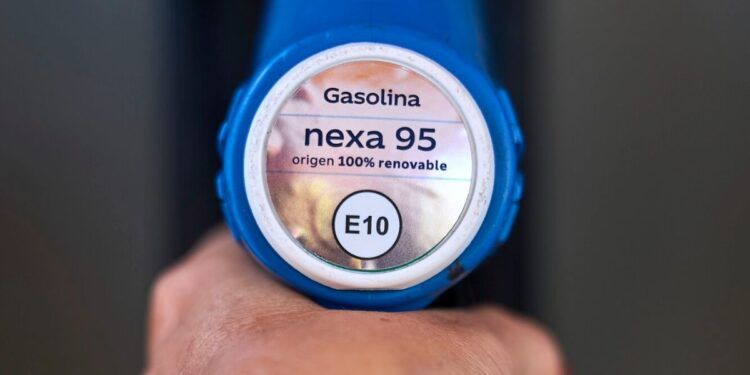 Gasolina
nexa 95
origen 100% renovable
E10